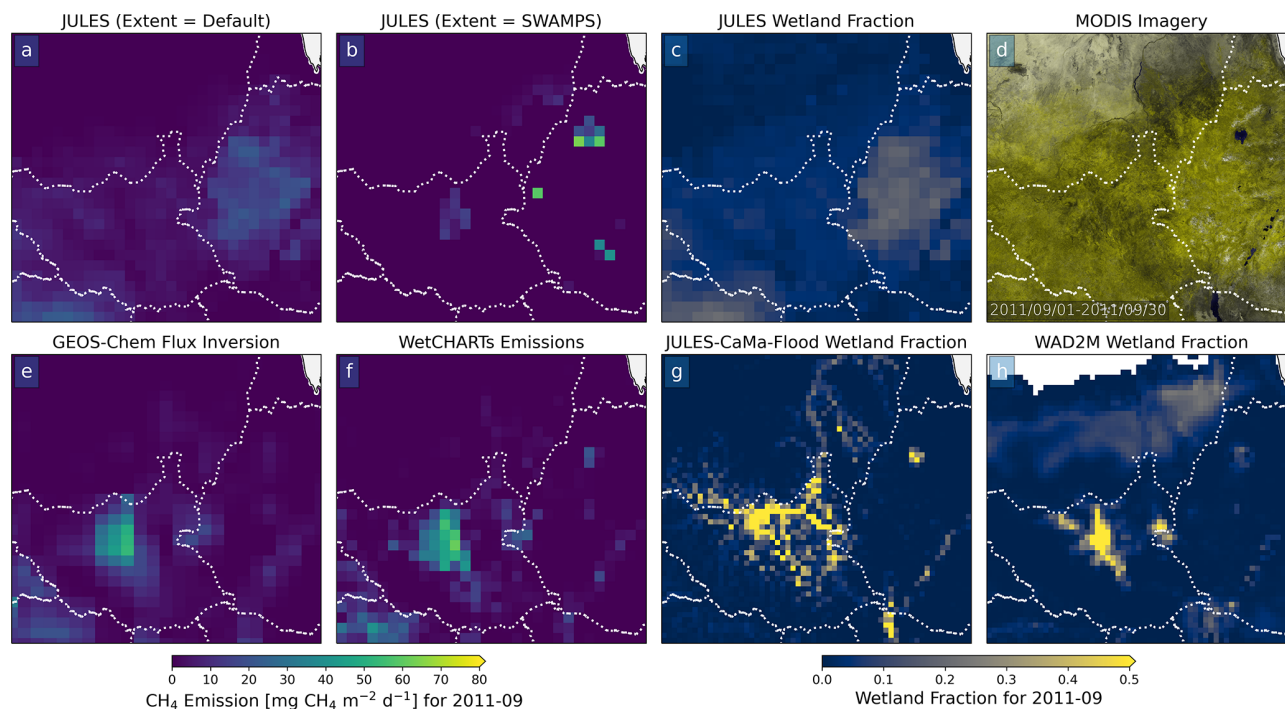 JULES (Extent = Default)
JULES (Extent = SWAMPS)
JULES Wetland Fraction
MODIS Imagery
a
b
c
d
2011/09/01-2011/09/30
GEOS-Chem Flux Inversion
WetCHARTs Emissions
JULES-CaMa-Flood Wetland Fraction
WAD2M Wetland Fraction
e
f
g
h
0 10 20 30 40 50 60 70 80
CH₄ Emission [mg CH₄ m⁻² d⁻¹] for 2011-09
0.0 0.1 0.2 0.3 0.4 0.5
Wetland Fraction for 2011-09